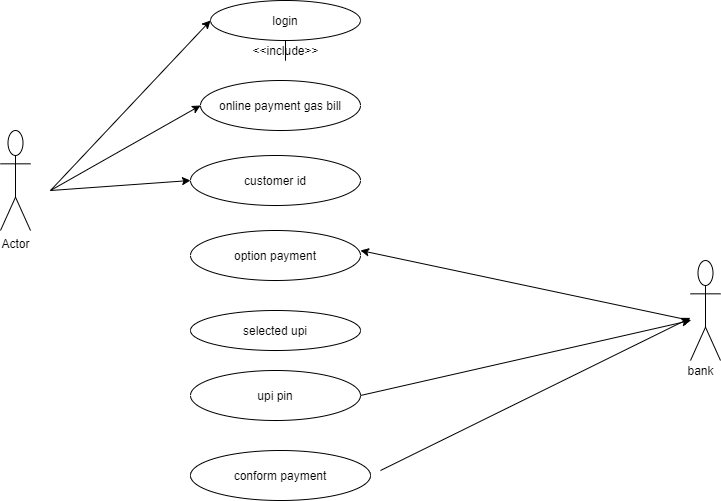 login
<<include>>
online payment gas bill
customer id
Actor
option payment
selected upi
bank
upi pin
conform payment